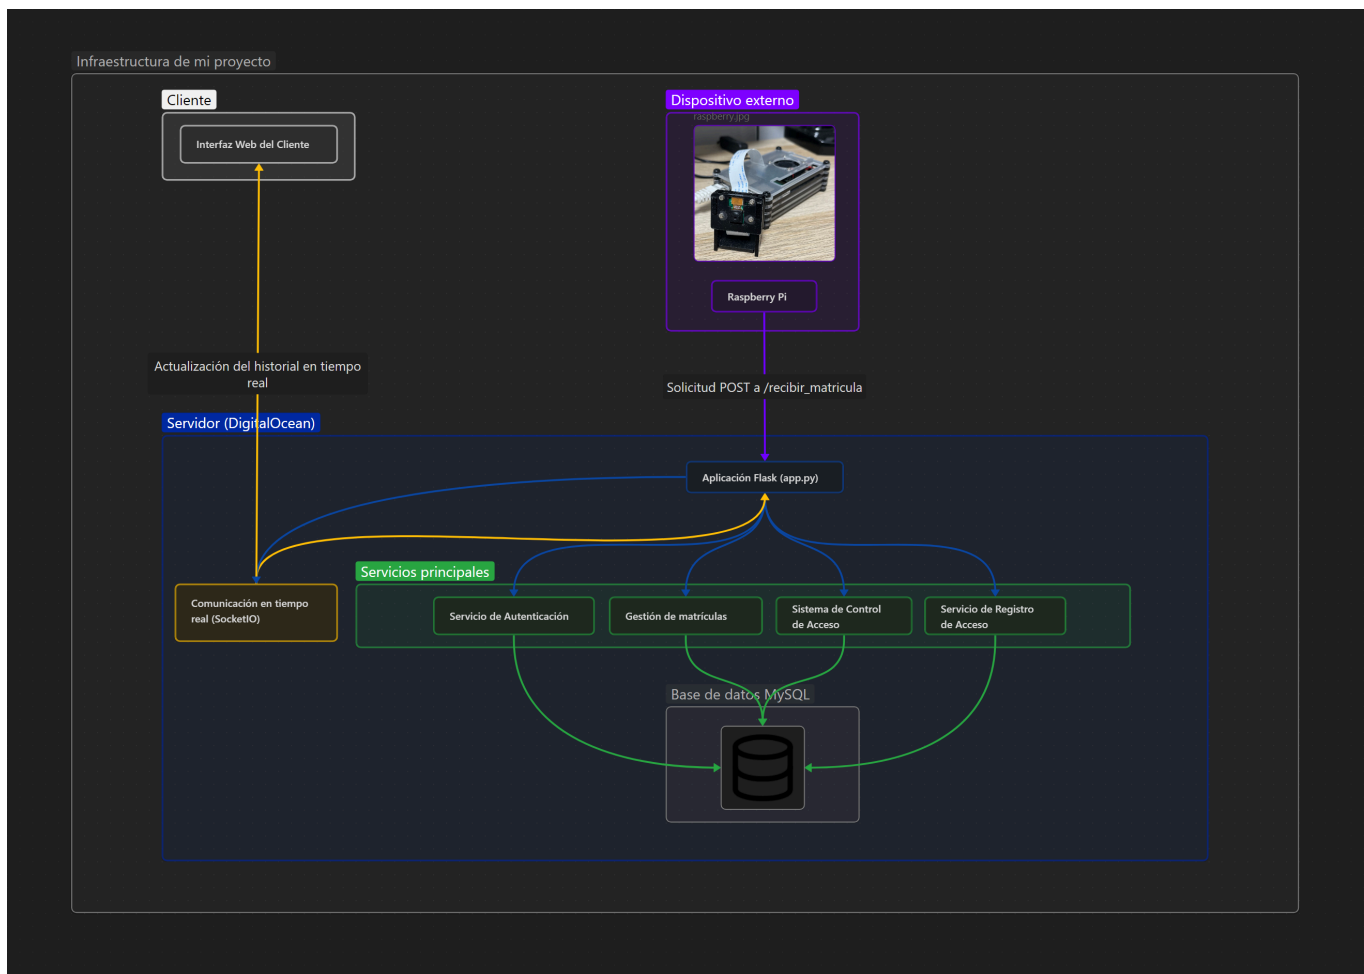 Infraestructura de mi proyecto
Cliente
Interfaz Web del Cliente
Dispositivo externo
raspberry.jpg
Raspberry Pi
Actualización del historial en tiempo
real
Solicitud POST a /recibir_matricula
Servidor (DigitalOcean)
Aplicación Flask (app.py)
Comunicación en tiempo
real (SocketIO)
Servicios principales
Servicio de Autenticación
Gestión de matrículas
Sistema de Control
de Acceso
Servicio de Registro
de Acceso
Base de datos MySQL